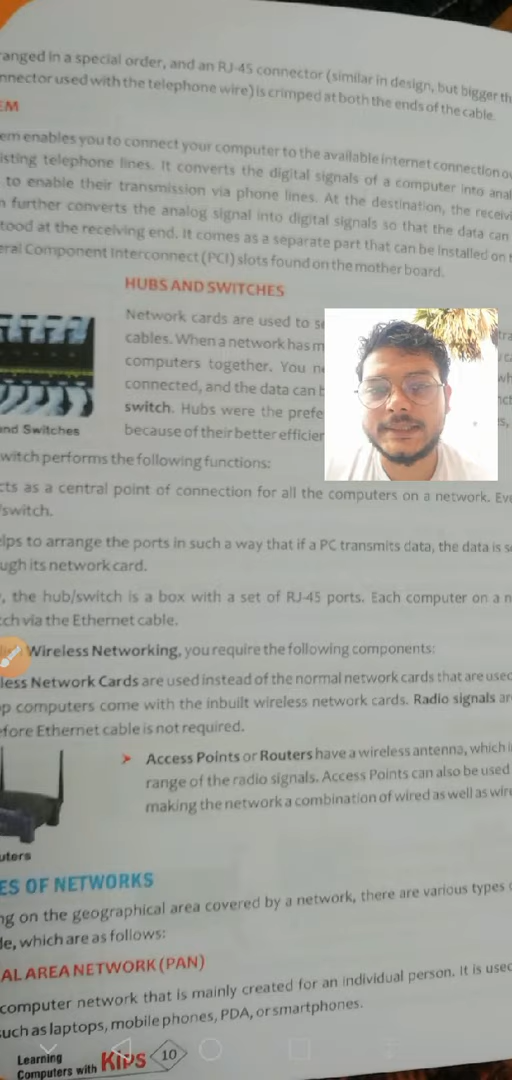 anged in a special order, and an RJ-45 connector (similar in design, but bigger
nnector used with the telephone wire) is crimped at both the ends of the cable.
EM
em enables you to connect your computer to the available internet connection
isting telephone lines. It converts the digital signals of a computer into
to enable their transmission via phone lines. At the destination, the
further converts the analog signal into digital signals so that the data can
tood at the receiving end. It comes as a separate part that can be installed on
eral Component Interconnect (PCI) slots found on the mother board.
HUBS AND SWITCHES
Network cards are used to
cables. When a network has
computers together. You
connected, and the data can
switch. Hubs were the
because of their better
and Switches
witch performs the following functions:
cts as a central point of connection for all the computers on a network.
/switch.
elps to arrange the ports in such a way that if a PC transmits data, the data is
ugh its network card.
, the hub/switch is a box with a set of RJ-45 ports. Each computer on a
tch via the Ethernet cable.
Wireless Networking, you require the following components:
less Network Cards are used instead of the normal network cards that are used
op computers come with the inbuilt wireless network cards. Radio signals
efore Ethernet cable is not required.
➤ Access Points or Routers have a wireless antenna, which
range of the radio signals. Access Points can also be used
making the network a combination of wired as well as
uters
ES OF NETWORKS
ng on the geographical area covered by a network, there are various types
le, which are as follows:
AL AREA NETWORK (PAN)
computer network that is mainly created for an individual person. It is
such as laptops, mobile phones, PDA, or smartphones.
Learning
Computers with KIPS 10